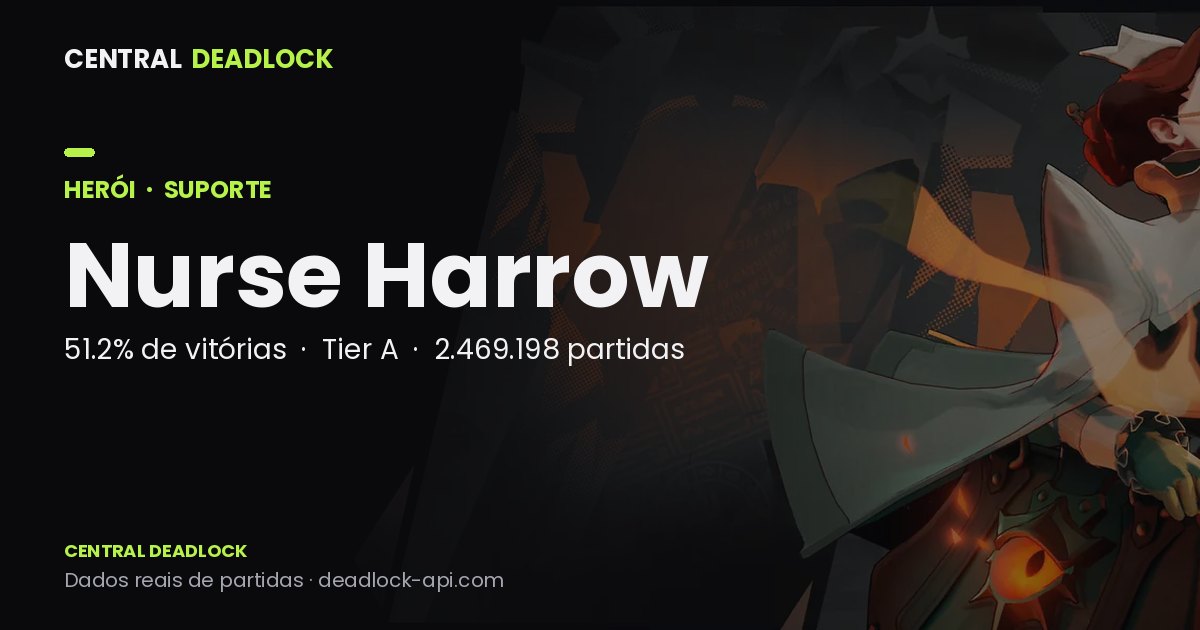 CENTRAL DEADLOCK
HERÓI · SUPORTE
Nurse Harrow
51.2% de vitórias · Tier A · 2.469.198 partidas
CENTRAL DEADLOCK
Dados reais de partidas · deadlock-api.com